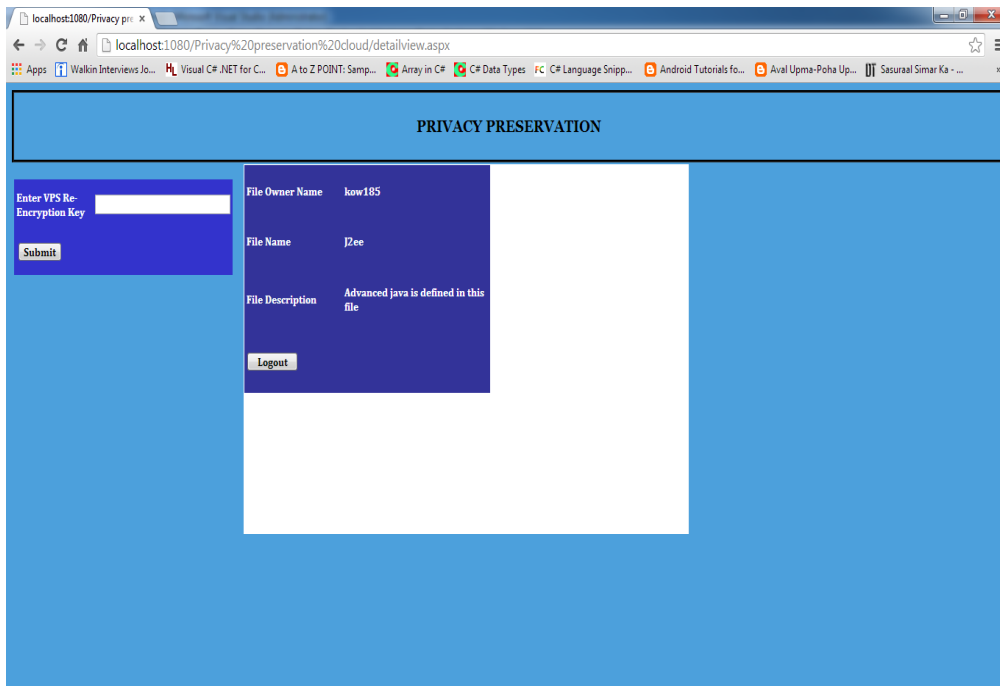 localhost:1080/Privacy pre
localhost:1080/Privacy%20preservation%20cloud/detailview.aspx
Apps Walkin Interviews Jo... HL Visual C# .NET for C... A to Z POINT: Samp... Array in C# C# Data Types FC C# Language Snipp... Android Tutorials fo... Aval Upma-Poha Up... Sasuraal Simar Ka - ...
PRIVACY PRESERVATION
Enter VPS Re-
Encryption Key
Submit
File Owner Name kow185
File Name J2ee
File Description Advanced java is defined in this
file
Logout